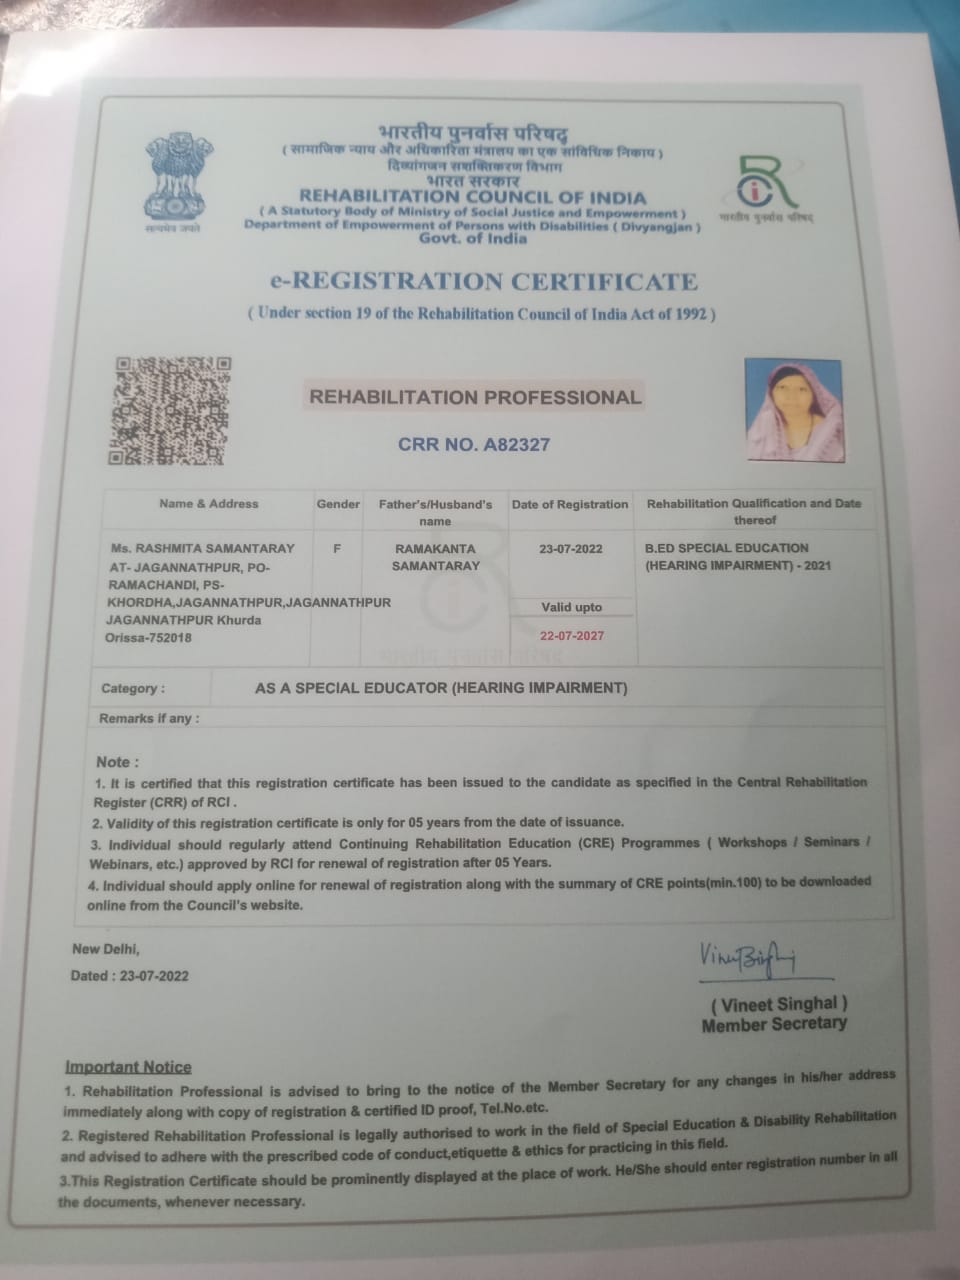 भारतीय पुनर्वास परिषद्
( सामाजिक न्याय और अधिकारिता मंत्रालय का एक सांविधिक निकाय )
दिव्यांगजन सशक्तिकरण विभाग
भारत सरकार
REHABILITATION COUNCIL OF INDIA
( A Statutory Body of Ministry of Social Justice and Empowerment )
Department of Empowerment of Persons with Disabilities ( Divyangjan )
Govt. of India
सत्यमेव जयते
RCI
भारतीय पुनर्वास परिषद्
e-REGISTRATION CERTIFICATE
( Under section 19 of the Rehabilitation Council of India Act of 1992 )
REHABILITATION PROFESSIONAL
CRR NO. A82327
Name & Address
Gender
Father's/Husband's
name
Date of Registration
Rehabilitation Qualification and Date
thereof
Ms. RASHMITA SAMANTARAY
AT- JAGANNATHPUR, PO-
RAMACHANDI, PS-
KHORDHA,JAGANNATHPUR,JAGANNATHPUR
JAGANNATHPUR Khurda
Orissa-752018
F
RAMAKANTA
SAMANTARAY
23-07-2022
Valid upto
22-07-2027
B.ED SPECIAL EDUCATION
(HEARING IMPAIRMENT) - 2021
भारतीय पुनर्वास परिषद्
Category : AS A SPECIAL EDUCATOR (HEARING IMPAIRMENT)
Remarks if any :
Note :
1. It is certified that this registration certificate has been issued to the candidate as specified in the Central Rehabilitation
Register (CRR) of RCI .
2. Validity of this registration certificate is only for 05 years from the date of issuance.
3. Individual should regularly attend Continuing Rehabilitation Education (CRE) Programmes ( Workshops / Seminars /
Webinars, etc.) approved by RCI for renewal of registration after 05 Years.
4. Individual should apply online for renewal of registration along with the summary of CRE points(min.100) to be downloaded
online from the Council's website.
New Delhi,
Dated : 23-07-2022
( Vineet Singhal )
Member Secretary
Important Notice
1. Rehabilitation Professional is advised to bring to the notice of the Member Secretary for any changes in his/her address
immediately along with copy of registration & certified ID proof, Tel.No.etc.
2. Registered Rehabilitation Professional is legally authorised to work in the field of Special Education & Disability Rehabilitation
and advised to adhere with the prescribed code of conduct,etiquette & ethics for practicing in this field.
3.This Registration Certificate should be prominently displayed at the place of work. He/She should enter registration number in all
the documents, whenever necessary.